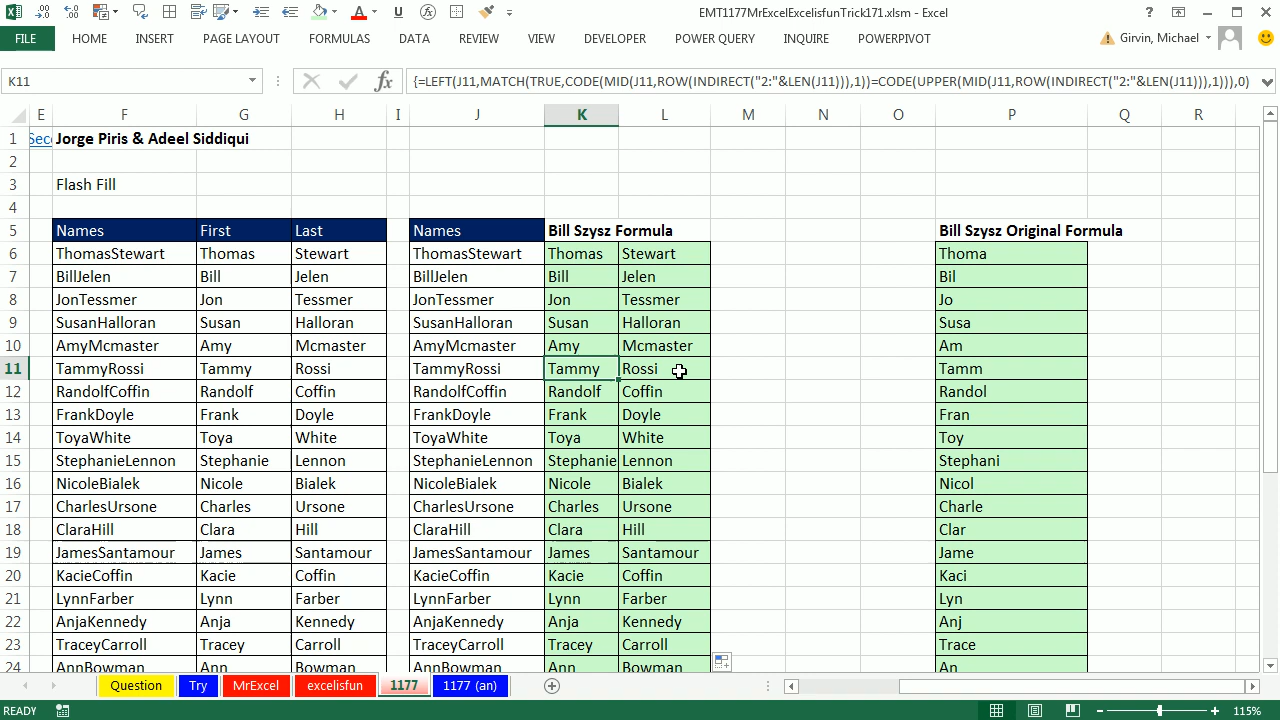 EMT1177MrExcelExcelisfunTrick171.xlsm - Excel
FILE HOME INSERT PAGE LAYOUT FORMULAS DATA REVIEW VIEW DEVELOPER POWER QUERY INQUIRE POWERPIVOT Girvin, Michael
K11 fx {=LEFT(J11,MATCH(TRUE,CODE(MID(J11,ROW(INDIRECT("2:"&LEN(J11))),1))=CODE(UPPER(MID(J11,ROW(INDIRECT("2:"&LEN(J11))),1))),0)
E F G H I J K L M N O P Q R
1 Seco Jorge Piris & Adeel Siddiqui
2
3 Flash Fill
4
5 Names First Last Names Bill Szysz Formula Bill Szysz Original Formula
6 ThomasStewart Thomas Stewart ThomasStewart Thomas Stewart Thoma
7 BillJelen Bill Jelen BillJelen Bill Jelen Bil
8 JonTessmer Jon Tessmer JonTessmer Jon Tessmer Jo
9 SusanHalloran Susan Halloran SusanHalloran Susan Halloran Susa
10 AmyMcmaster Amy Mcmaster AmyMcmaster Amy Mcmaster Am
11 TammyRossi Tammy Rossi TammyRossi Tammy Rossi Tamm
12 RandolfCoffin Randolf Coffin RandolfCoffin Randolf Coffin Randol
13 FrankDoyle Frank Doyle FrankDoyle Frank Doyle Fran
14 ToyaWhite Toya White ToyaWhite Toya White Toy
15 StephanieLennon Stephanie Lennon StephanieLennon Stephanie Lennon Stephani
16 NicoleBialek Nicole Bialek NicoleBialek Nicole Bialek Nicol
17 CharlesUrsone Charles Ursone CharlesUrsone Charles Ursone Charle
18 ClaraHill Clara Hill ClaraHill Clara Hill Clar
19 JamesSantamour James Santamour JamesSantamour James Santamour Jame
20 KacieCoffin Kacie Coffin KacieCoffin Kacie Coffin Kaci
21 LynnFarber Lynn Farber LynnFarber Lynn Farber Lyn
22 AnjaKennedy Anja Kennedy AnjaKennedy Anja Kennedy Anj
23 TraceyCarroll Tracey Carroll TraceyCarroll Tracey Carroll Trace
24 AnnBowman Ann Bowman AnnBowman Ann Bowman An
Question Try MrExcel excelisfun 1177 1177 (an)
READY 115%